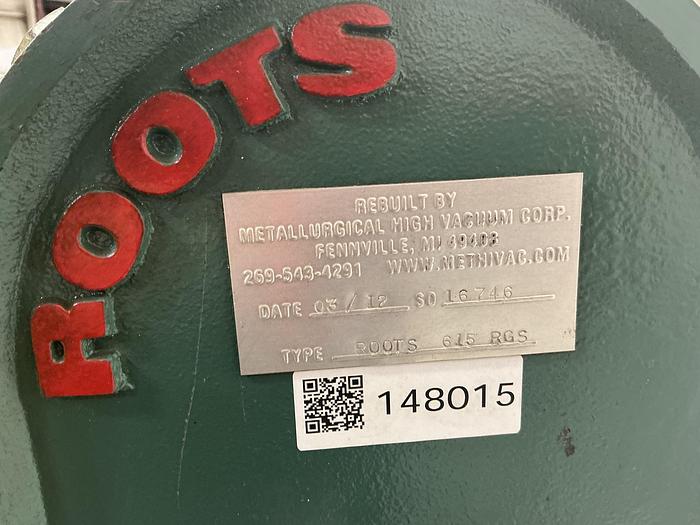 ROOTS
REBUILT BY
METALLURGICAL HIGH VACUUM CORP.
FENNVILLE, MI 49408
269-543-4291 WWW.METHIVAC.COM
DATE 03/12 SO 16746
TYPE ROOTS 615 RGS
148015